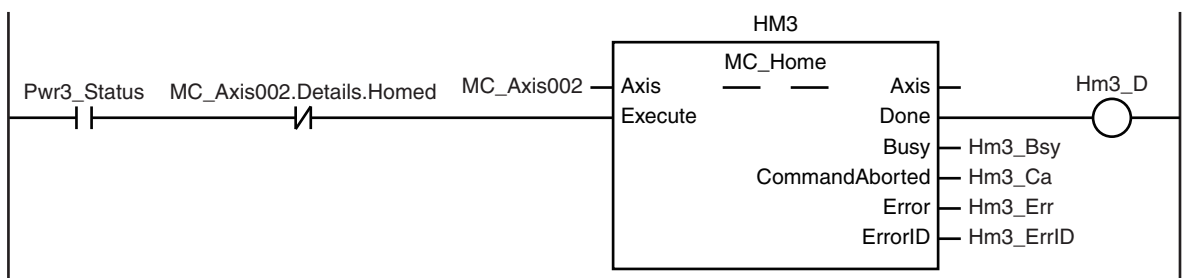 HM3
MC_Home
Pwr3_Status MC_Axis002.Details.Homed MC_Axis002 Axis Axis Hm3_D
Execute Done
Busy Hm3_Bsy
CommandAborted Hm3_Ca
Error Hm3_Err
ErrorID Hm3_ErrID